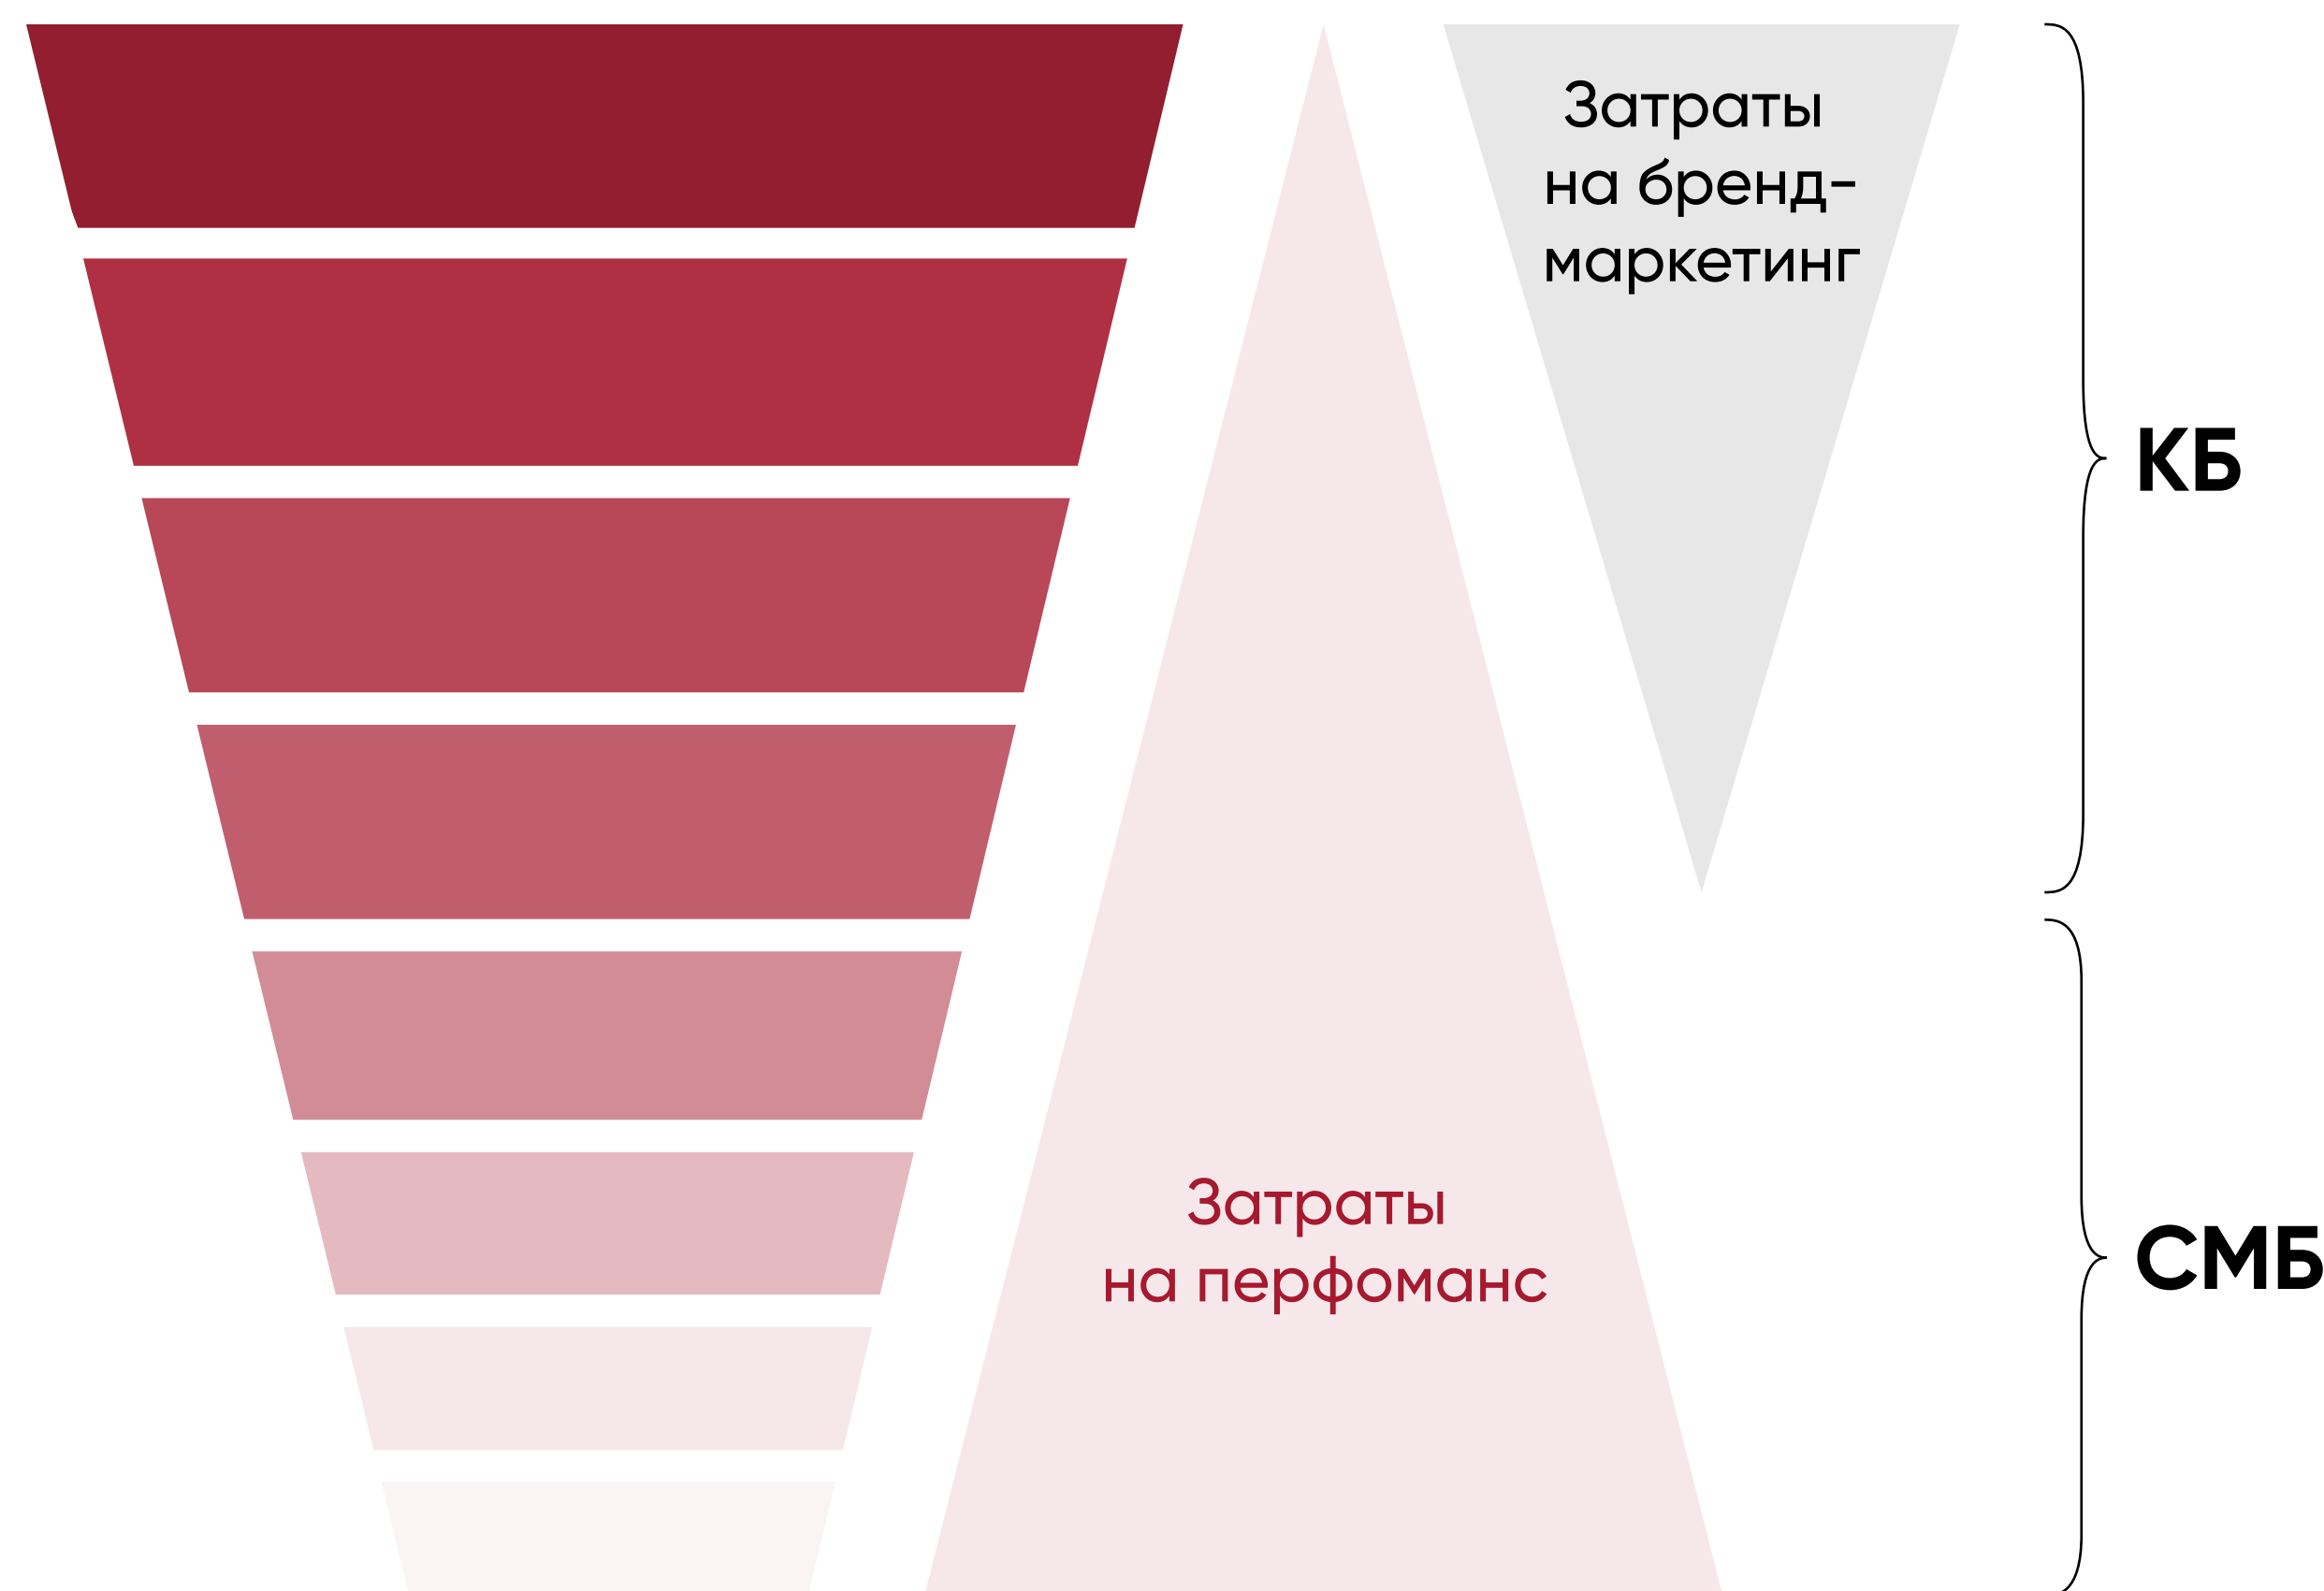 Затраты
на бренд-
маркетинг
КБ
Затраты
на перфоманс
СМБ